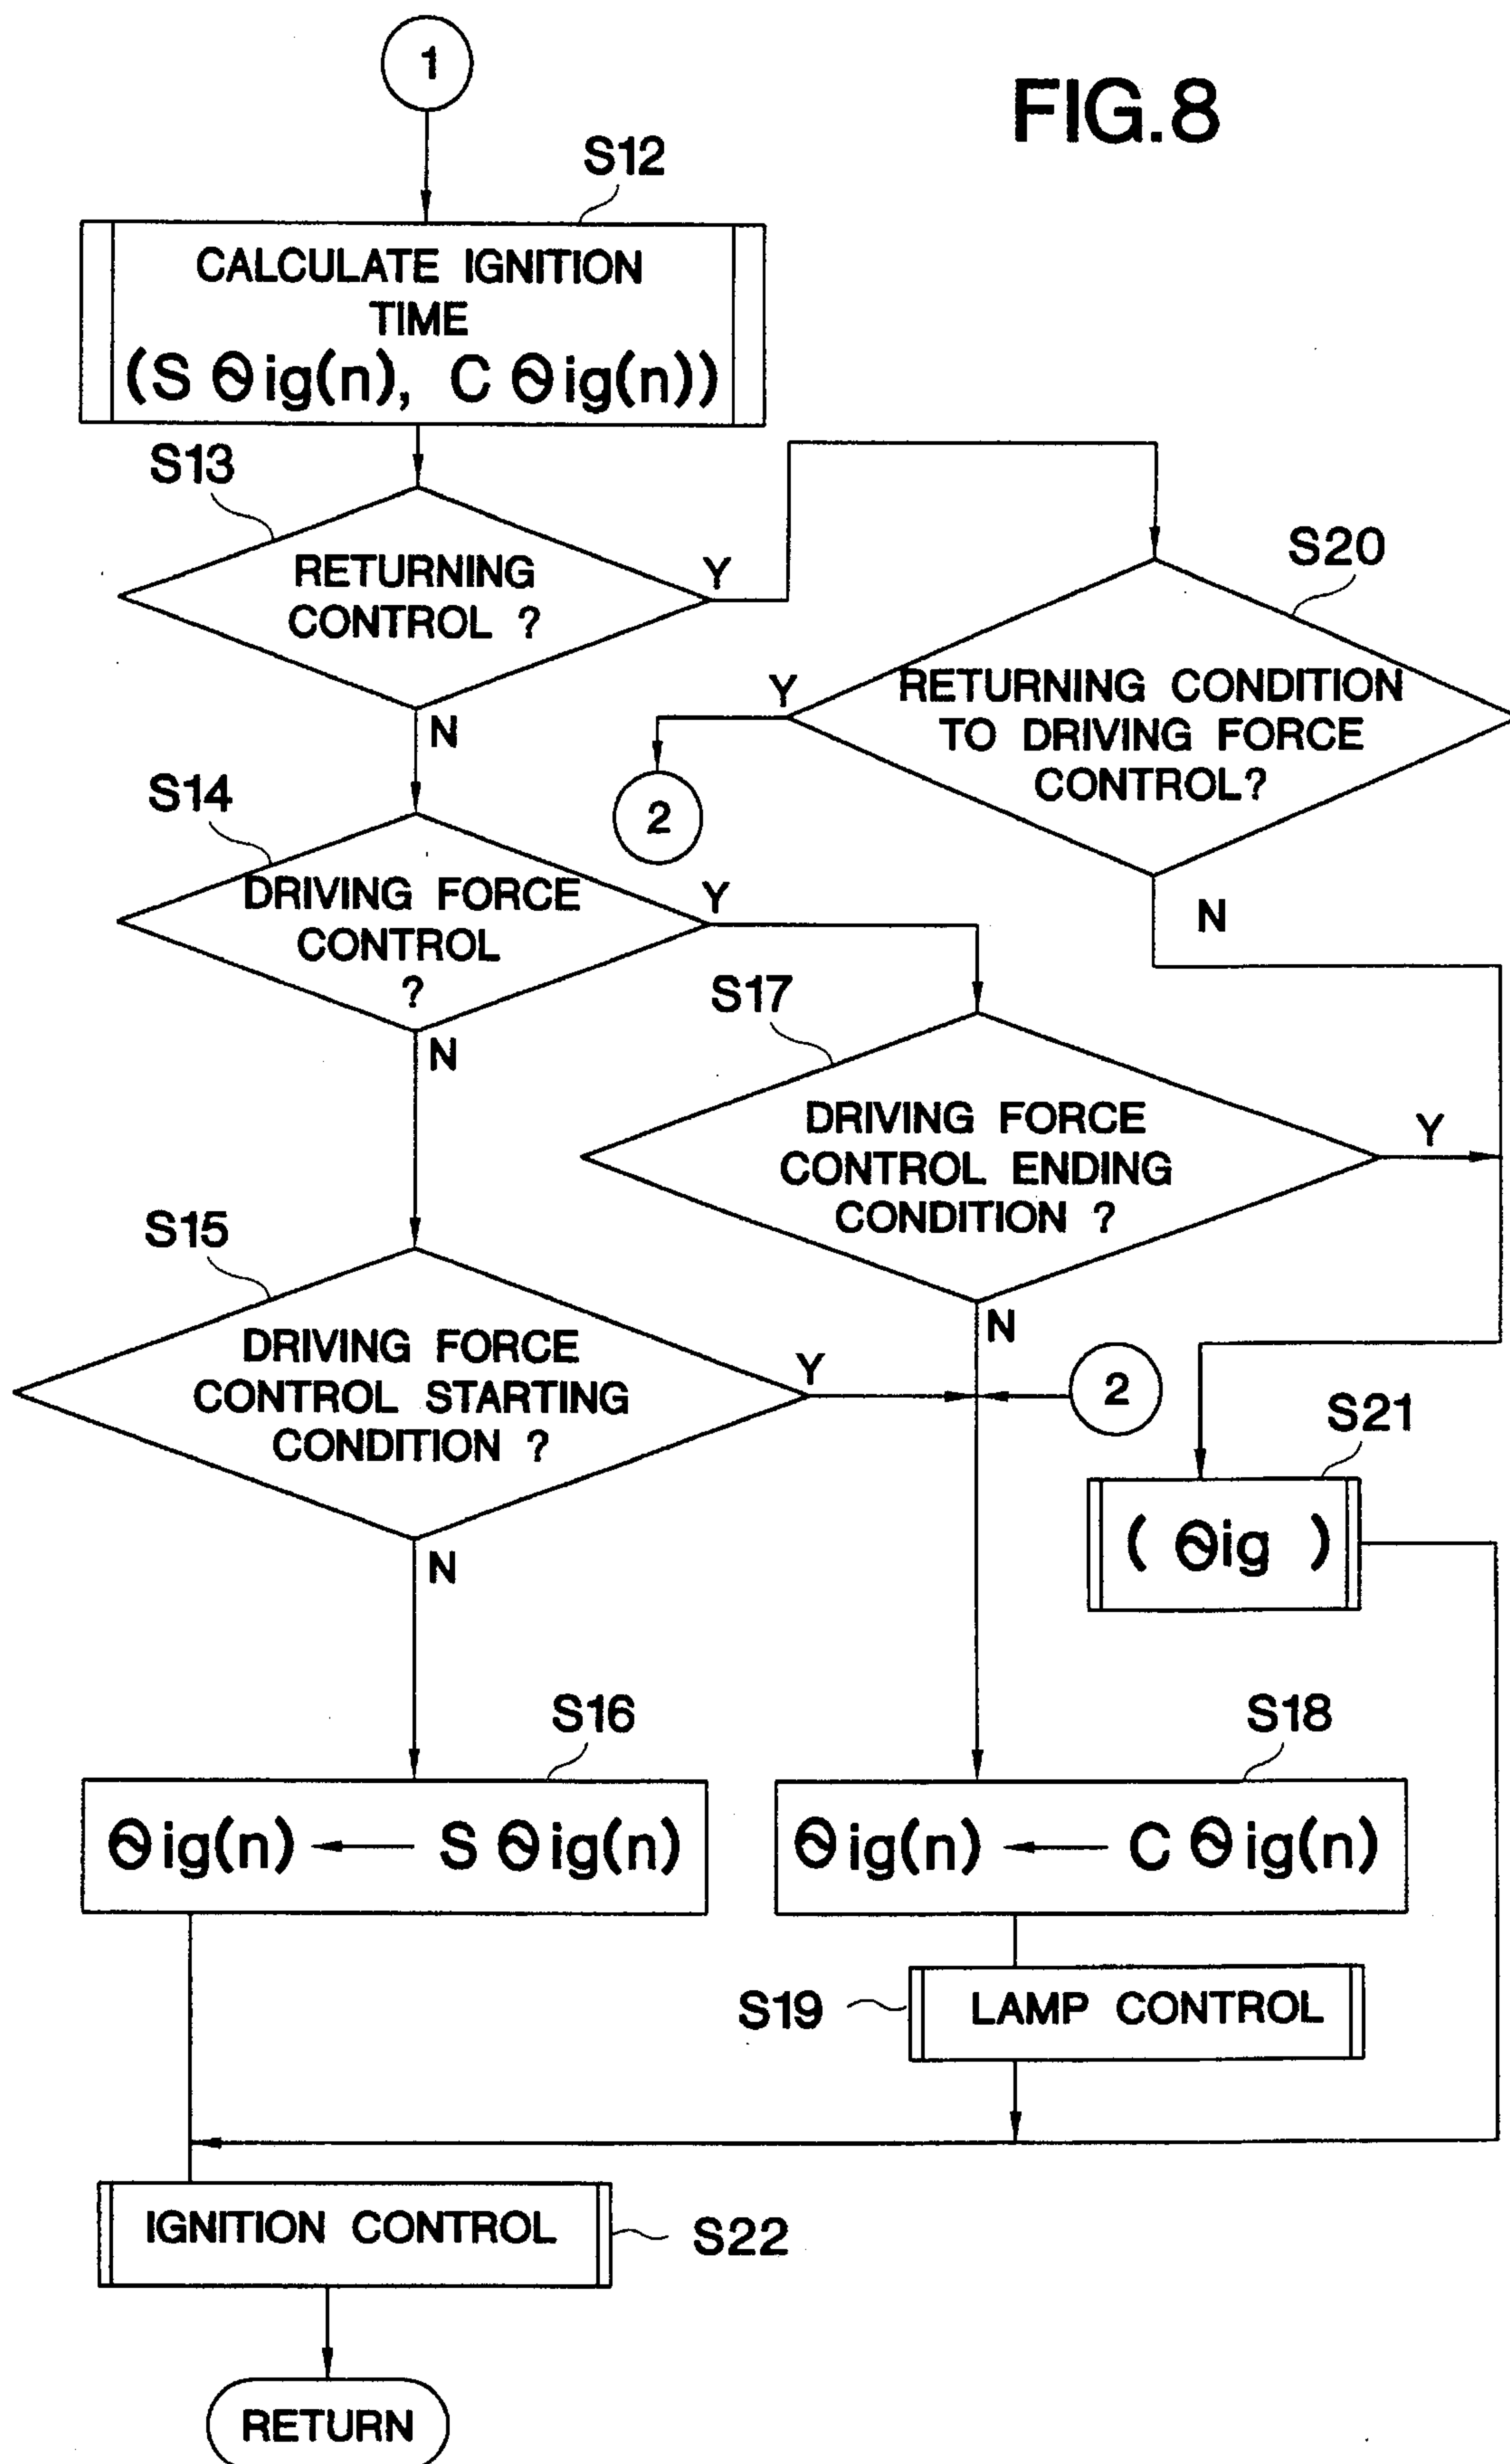 1
FIG.8
S12
CALCULATE IGNITION
TIME
(S Θig(n), C Θig(n))
S13
RETURNING
CONTROL ?
Y
N
S20
RETURNING CONDITION
TO DRIVING FORCE
CONTROL?
Y
N
2
S14
DRIVING FORCE
CONTROL
?
Y
N
S17
DRIVING FORCE
CONTROL ENDING
CONDITION ?
Y
N
S15
DRIVING FORCE
CONTROL STARTING
CONDITION ?
Y
N
2
S21
( Θig )
S16
Θig(n) ← S Θig(n)
S18
Θig(n) ← C Θig(n)
S19
LAMP CONTROL
IGNITION CONTROL
S22
RETURN